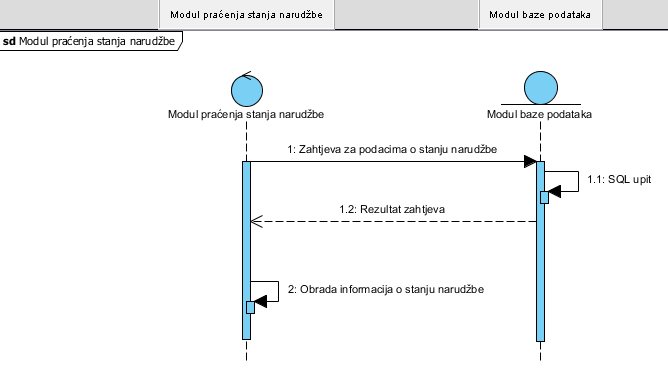 Modul praćenja stanja narudžbe
Modul baze podataka
sd Modul praćenja stanja narudžbe
Modul praćenja stanja narudžbe
Modul baze podataka
1: Zahtjeva za podacima o stanju narudžbe
1.1: SQL upit
1.2: Rezultat zahtjeva
2: Obrada informacija o stanju narudžbe